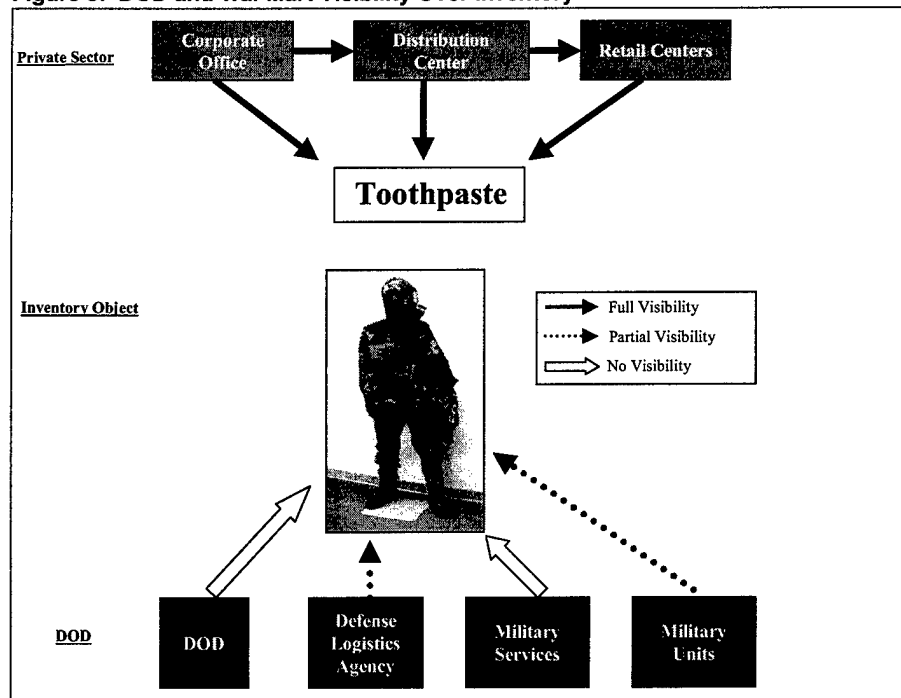 Figure DOD and Wal-Mart Visibility Over Inventory
Private Sector
Corporate
Office
Distribution
Center
Retail Centers
Toothpaste
Inventory Object
Full Visibility
Partial Visibility
No Visibility
DOD
DOD
Defense
Logistics
Agency
Military
Services
Military
Units